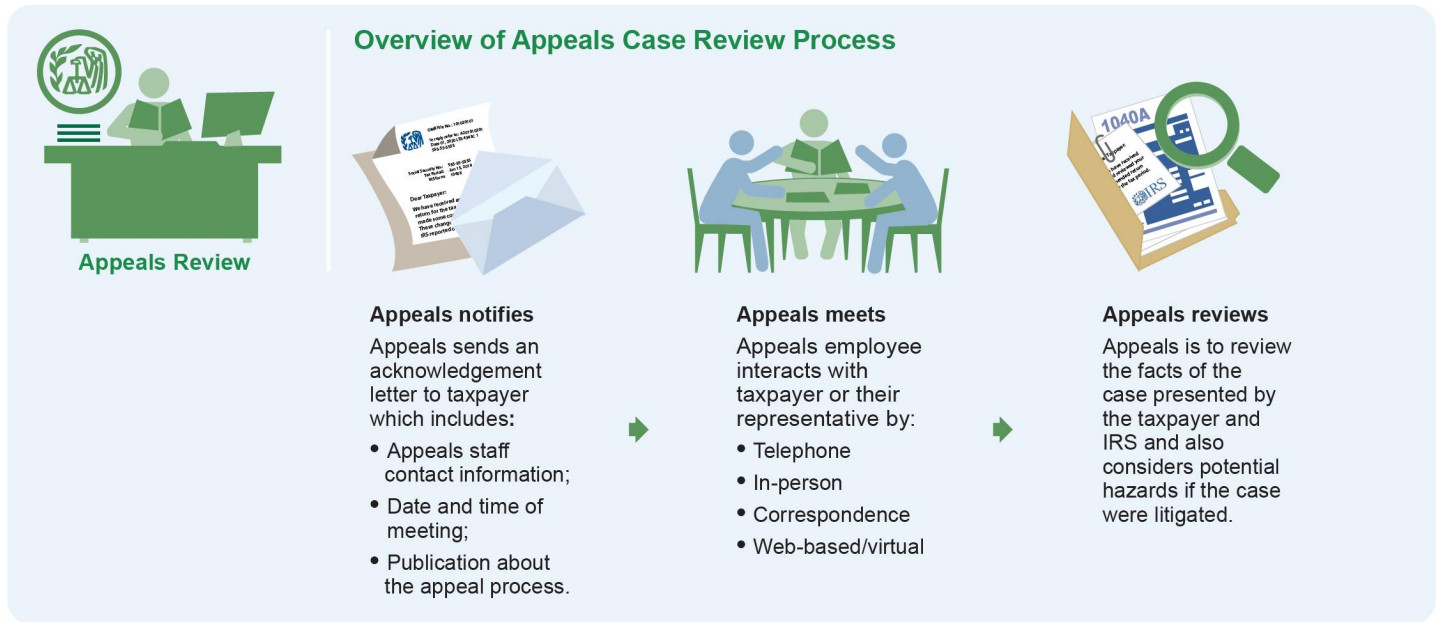 Overview of Appeals Case Review Process
Appeals Review
Dear Taxpayer:
1040A
IRS
Appeals notifies
Appeals sends an
acknowledgement
letter to taxpayer
which includes:
• Appeals staff
contact information;
• Date and time of
meeting;
• Publication about
the appeal process.
Appeals meets
Appeals employee
interacts with
taxpayer or their
representative by:
• Telephone
• In-person
• Correspondence
• Web-based/virtual
Appeals reviews
Appeals is to review
the facts of the
case presented by
the taxpayer and
IRS and also
considers potential
hazards if the case
were litigated.